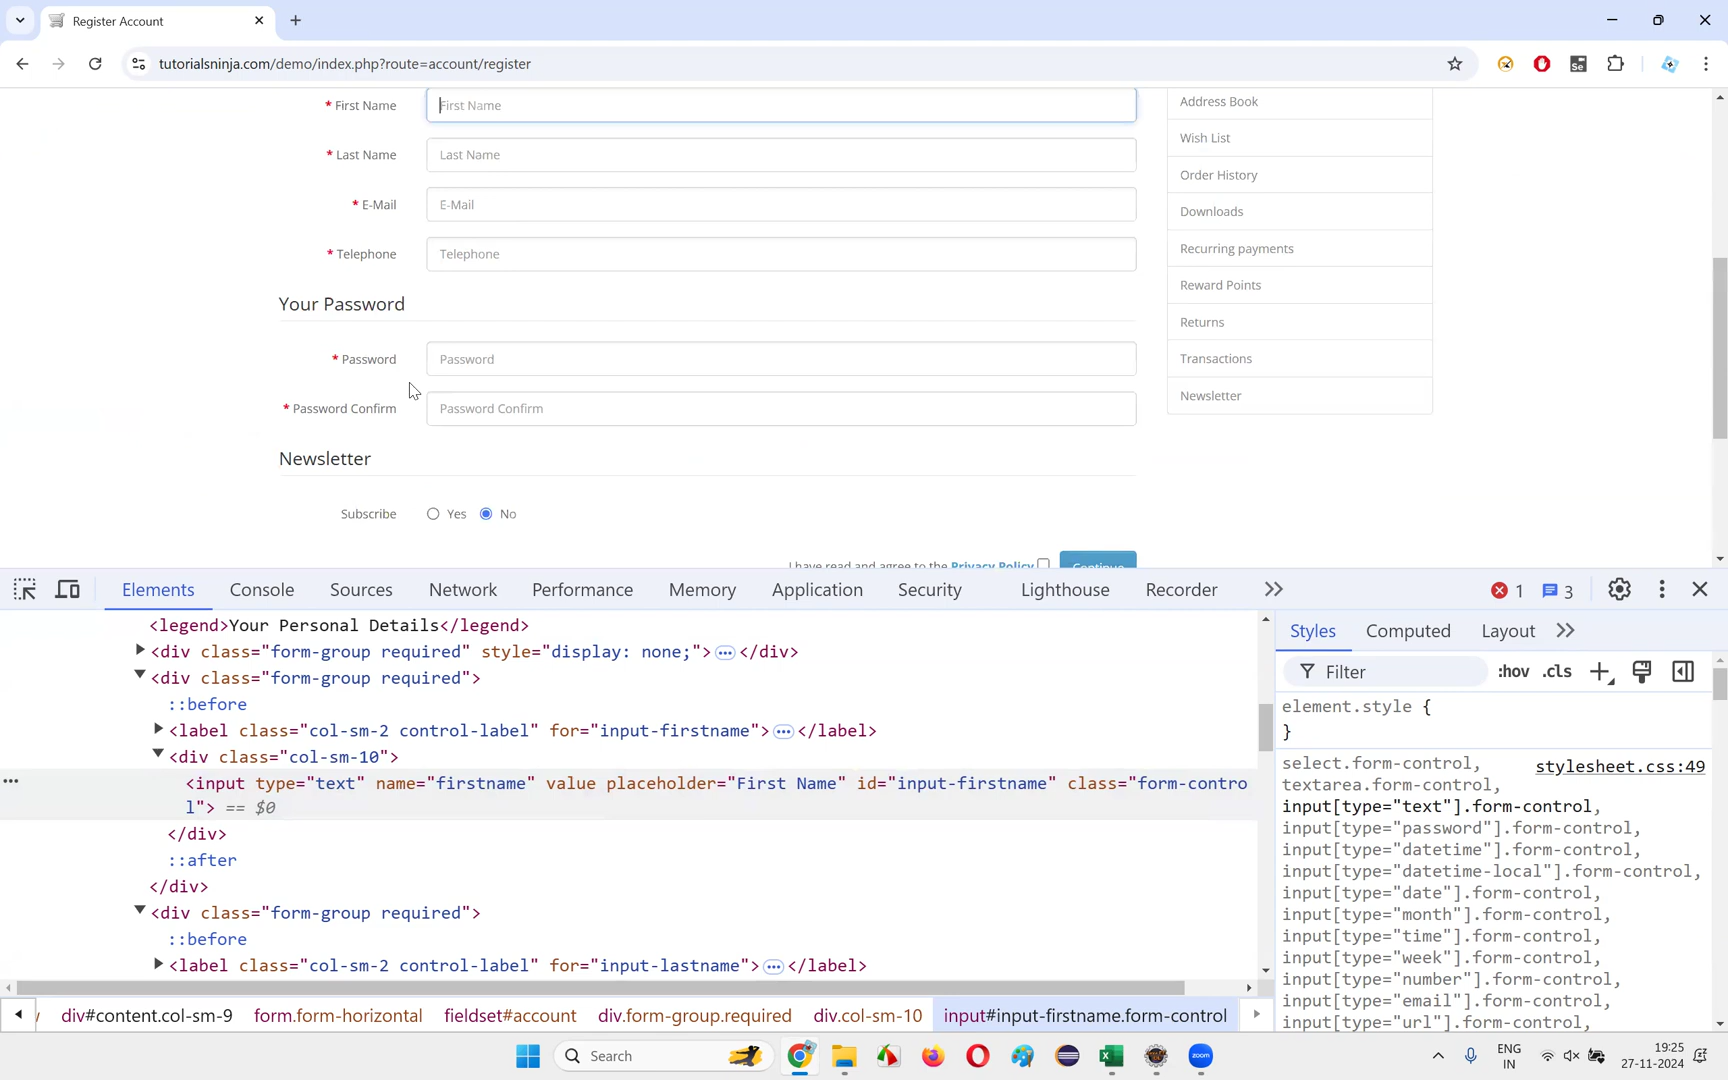 Register Account
tutorialsninja.com/demo/index.php?route=account/register
* First Name
First Name
Address Book
* Last Name
Last Name
Wish List
* E-Mail
E-Mail
Order History
Downloads
* Telephone
Telephone
Recurring payments
Your Password
Reward Points
Returns
* Password
Password
Transactions
* Password Confirm
Password Confirm
Newsletter
Newsletter
Subscribe
Yes
No
I have read and agree to the Privacy Policy
Continue
Elements Console Sources Network Performance Memory Application Security Lighthouse Recorder
1
3
<legend>Your Personal Details</legend>
<div class="form-group required" style="display: none;">…</div>
<div class="form-group required">
::before
<label class="col-sm-2 control-label" for="input-firstname">…</label>
<div class="col-sm-10">
<input type="text" name="firstname" value placeholder="First Name" id="input-firstname" class="form-contro
l"> == $0
</div>
::after
</div>
<div class="form-group required">
::before
<label class="col-sm-2 control-label" for="input-lastname">…</label>
div#content.col-sm-9 form.form-horizontal fieldset#account div.form-group.required div.col-sm-10 input#input-firstname.form-control
Styles Computed Layout
Filter
:hov .cls
element.style {
}
select.form-control, stylesheet.css:49
textarea.form-control,
input[type="text"].form-control,
input[type="password"].form-control,
input[type="datetime"].form-control,
input[type="datetime-local"].form-control,
input[type="date"].form-control,
input[type="month"].form-control,
input[type="time"].form-control,
input[type="week"].form-control,
input[type="number"].form-control,
input[type="email"].form-control,
input[type="url"].form-control,
Search
zoom
ENG
IN
19:25
27-11-2024